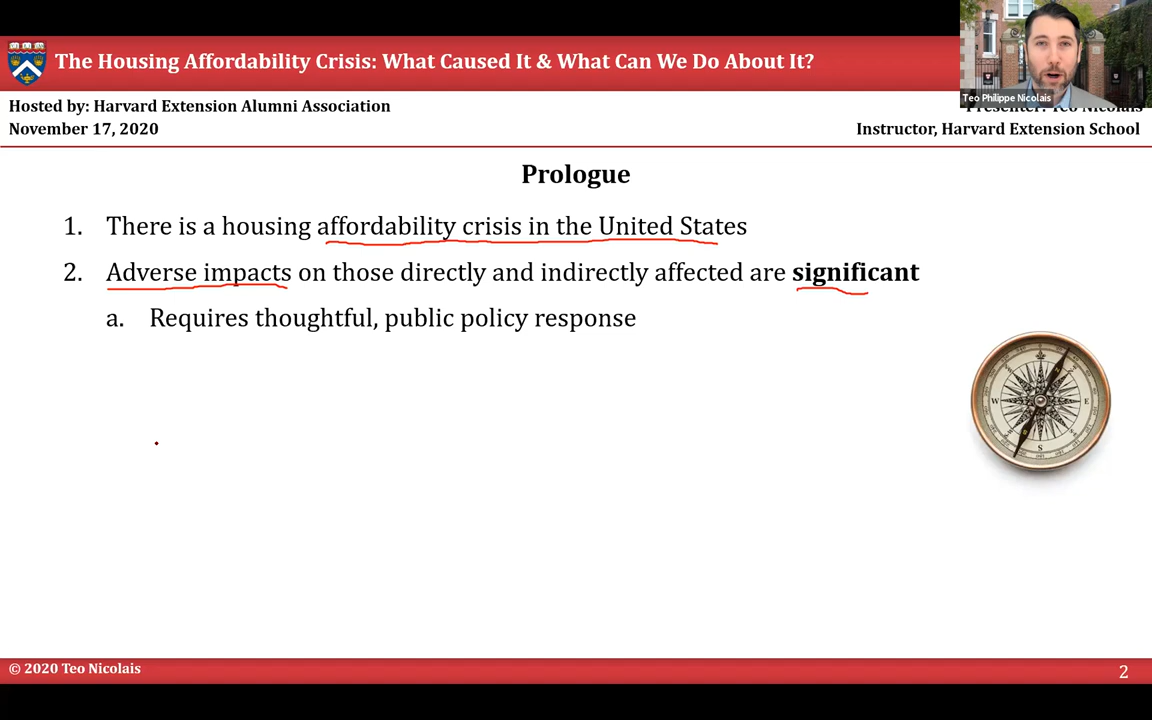 The Housing Affordability Crisis: What Caused It & What Can We Do About It?
Teo Philippe Nicolais
Hosted by: Harvard Extension Alumni Association
Presenter: Teo Nicolais
November 17, 2020
Instructor, Harvard Extension School
Prologue
1. There is a housing affordability crisis in the United States
2. Adverse impacts on those directly and indirectly affected are significant
a. Requires thoughtful, public policy response
W
E
S
© 2020 Teo Nicolais
2